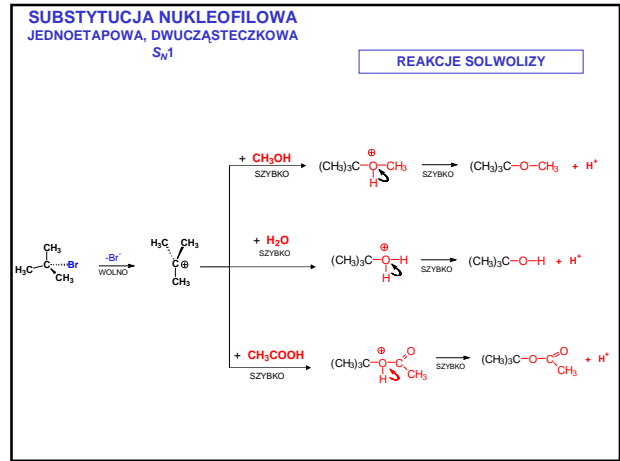 SUBSTYTUCJA NUKLEOFILOWA
JEDNOETAPOWA, DWUCZĄSTECZKOWA
SN1
REAKCJE SOLWOLIZY
+ CH3OH
SZYBKO
(CH3)3C-O-CH3
⊕
H
SZYBKO
(CH3)3C-O-CH3 + H+
CH3
H3C
C
Br
CH3
-Br-
WOLNO
H3C CH3
C⊕
CH3
+ H2O
SZYBKO
(CH3)3C-O-H
⊕
H
SZYBKO
(CH3)3C-O-H + H+
+ CH3COOH
SZYBKO
(CH3)3C-O-C
⊕
O
H
CH3
SZYBKO
(CH3)3C-O-C
O
CH3
+ H+